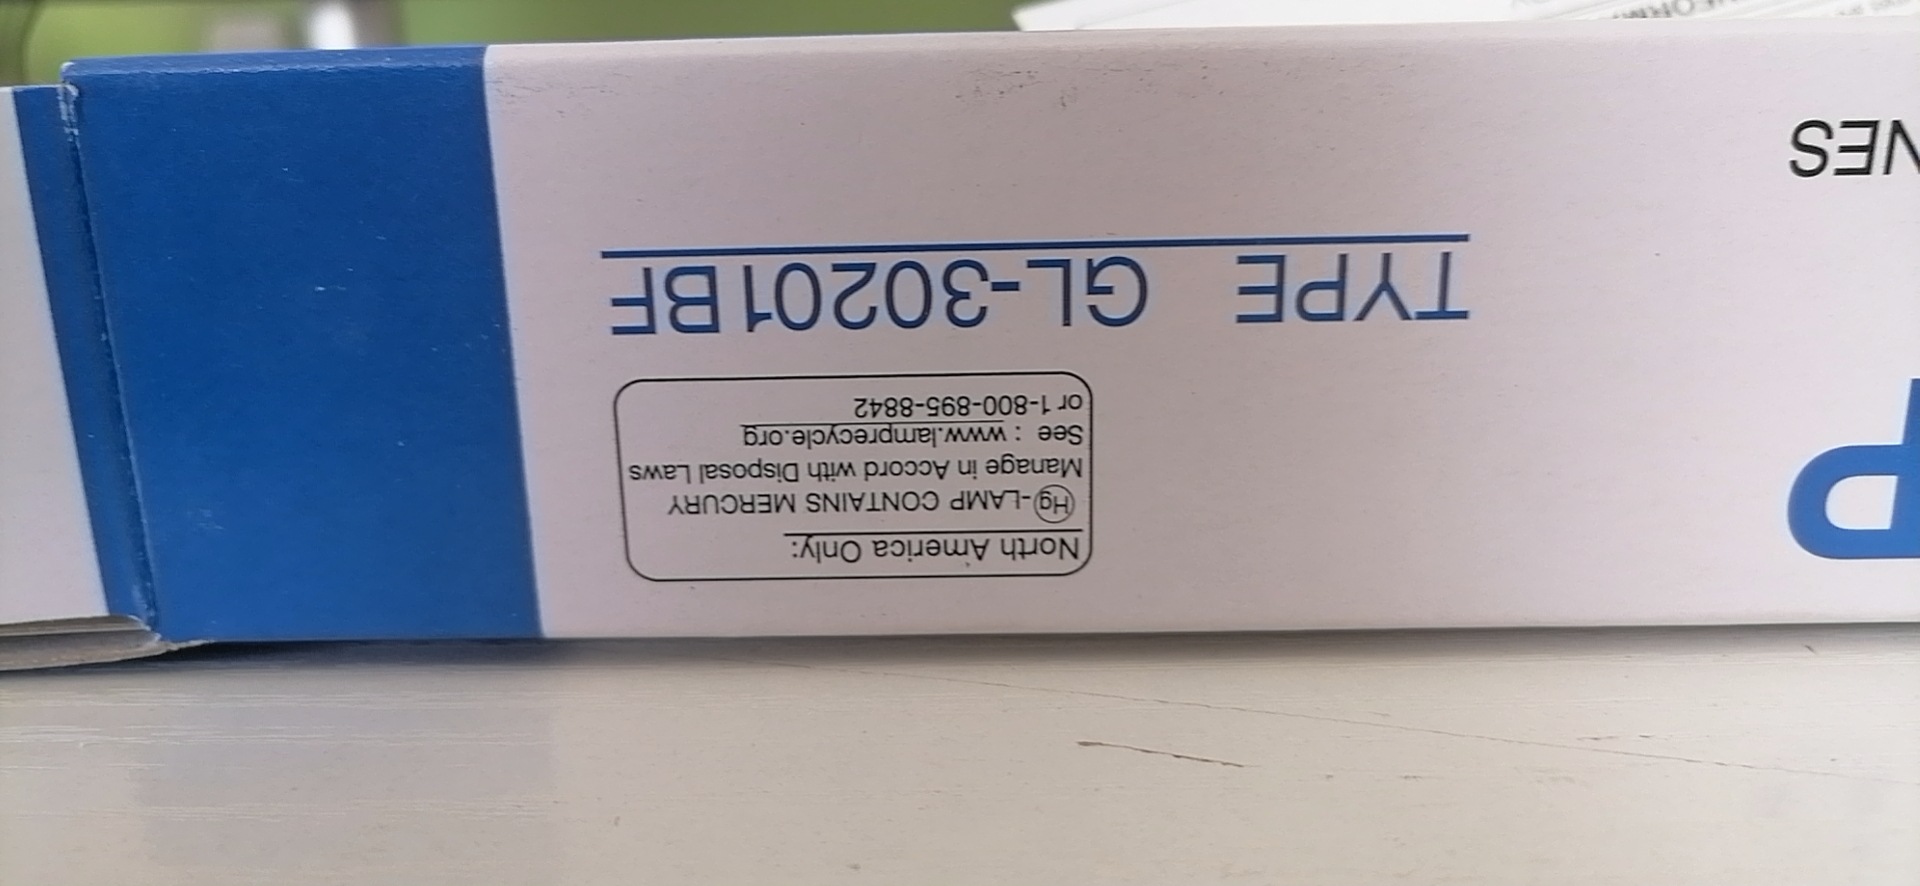 North America Only:
Hg-LAMP CONTAINS MERCURY
Manage in Accord with Disposal Laws
See : www.lamprecycle.org
or 1-800-895-8842
TYPE GL-30201BF
P
NES